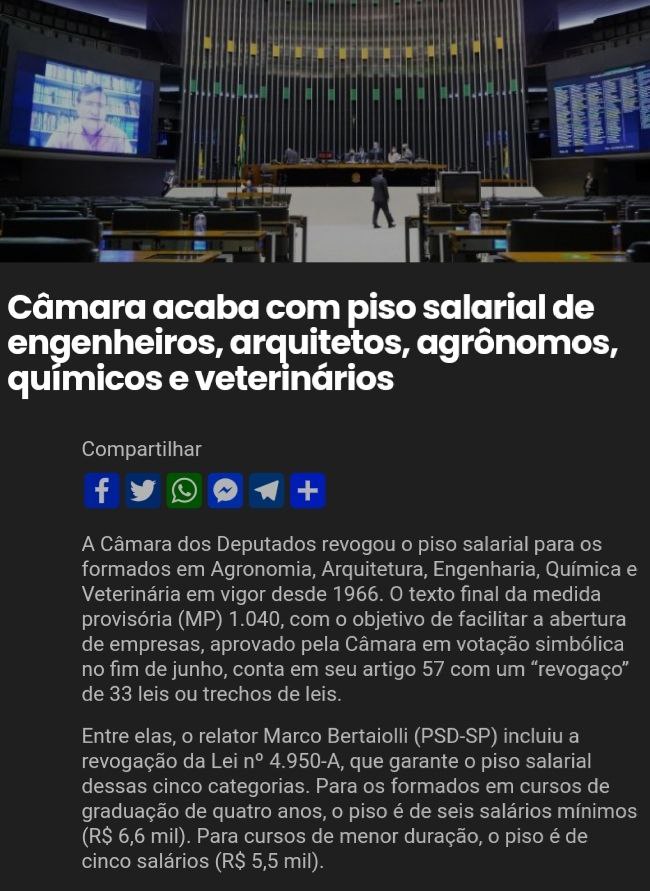 Câmara acaba com piso salarial de
engenheiros, arquitetos, agrônomos,
químicos e veterinários
Compartilhar
A Câmara dos Deputados revogou o piso salarial para os
formados em Agronomia, Arquitetura, Engenharia, Química e
Veterinária em vigor desde 1966. O texto final da medida
provisória (MP) 1.040, com o objetivo de facilitar a abertura
de empresas, aprovado pela Câmara em votação simbólica
no fim de junho, conta em seu artigo 57 com um “revogaço”
de 33 leis ou trechos de leis.
Entre elas, o relator Marco Bertaiolli (PSD-SP) incluiu a
revogação da Lei nº 4.950-A, que garante o piso salarial
dessas cinco categorias. Para os formados em cursos de
graduação de quatro anos, o piso é de seis salários mínimos
(R$ 6,6 mil). Para cursos de menor duração, o piso é de
cinco salários (R$ 5,5 mil).